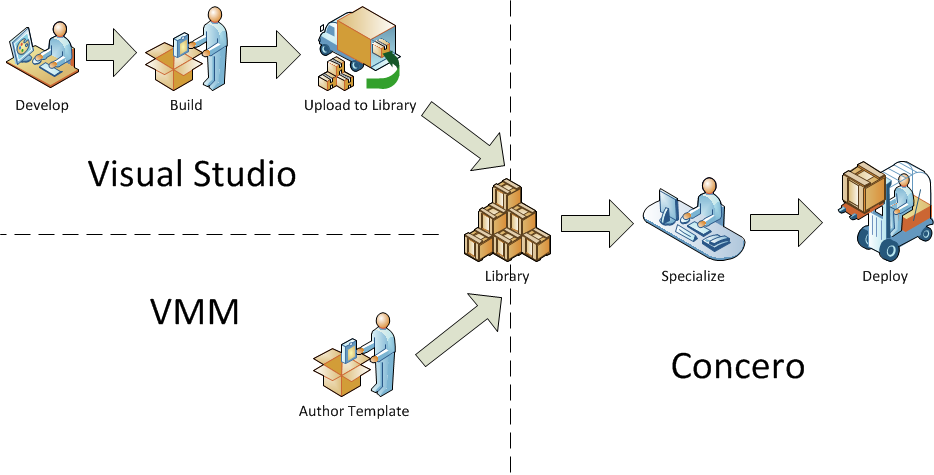 Develop
Build
Upload to Library
Visual Studio
Library
Specialize
Deploy
VMM
Author Template
Concero